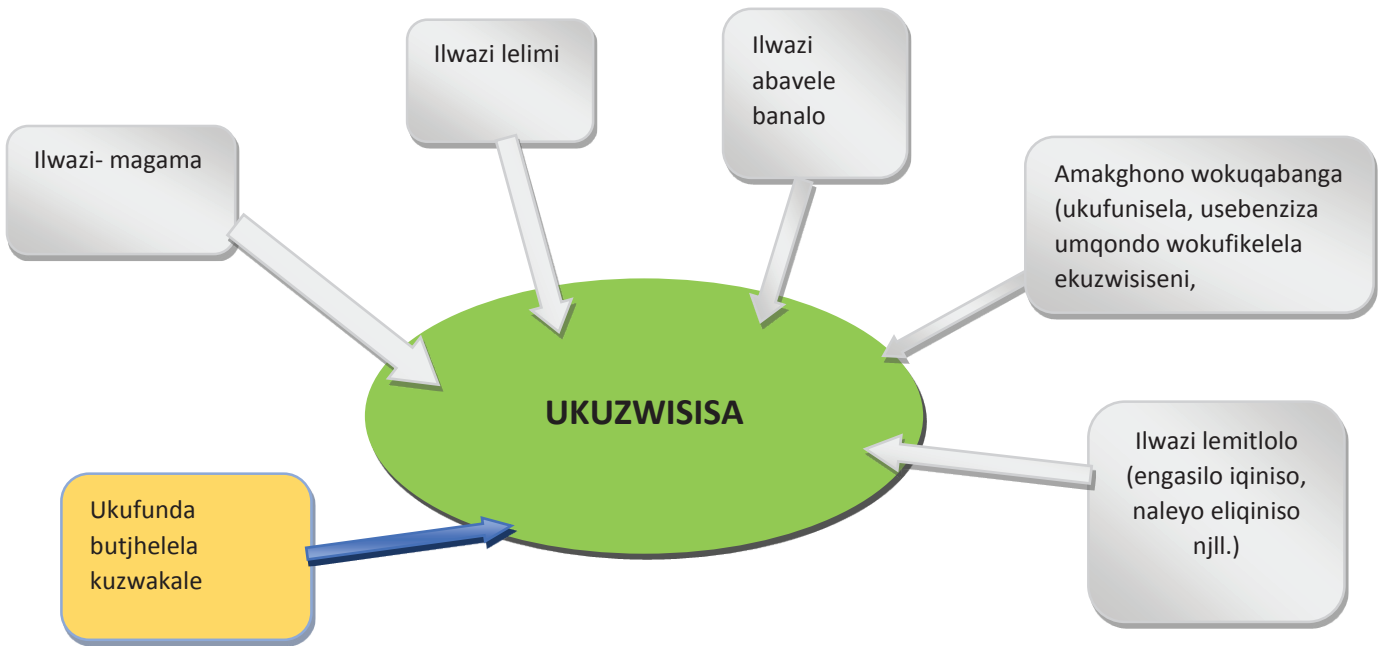 Ilwazi- magama
Ilwazi lelimi
Ilwazi
abavele
banalo
Amakghono wokuqabanga
(ukufunisela, usebenziza
umqondo wokufikelela
ekuzwisiseni,
UKUZWISISA
Ilwazi lemitlolo
(engasilo iqiniso,
naleyo eliqiniso
njll.)
Ukufunda
butjhelela
kuzwakale